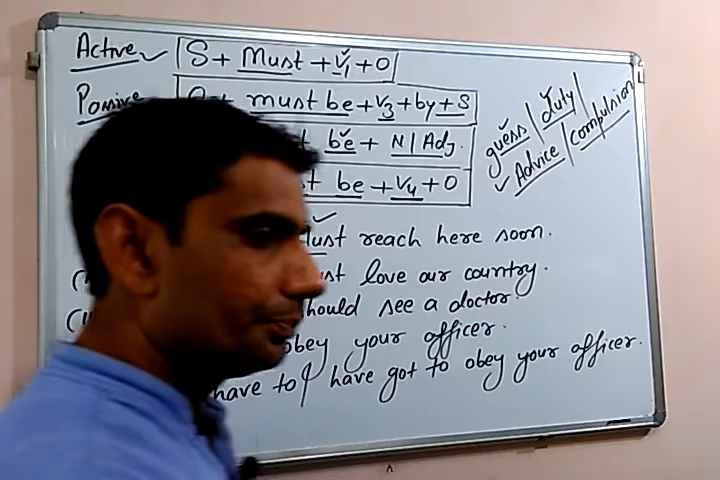 Active S + Must + V1 + O
Passive O + must be + V3 + by + S
be + N | Adj.
be + V4 + O
guess | Duty |
Advice | Compulsion
reach here soon.
love our country.
should see a doctor.
obey your officer.
have to | have got to obey your officer.